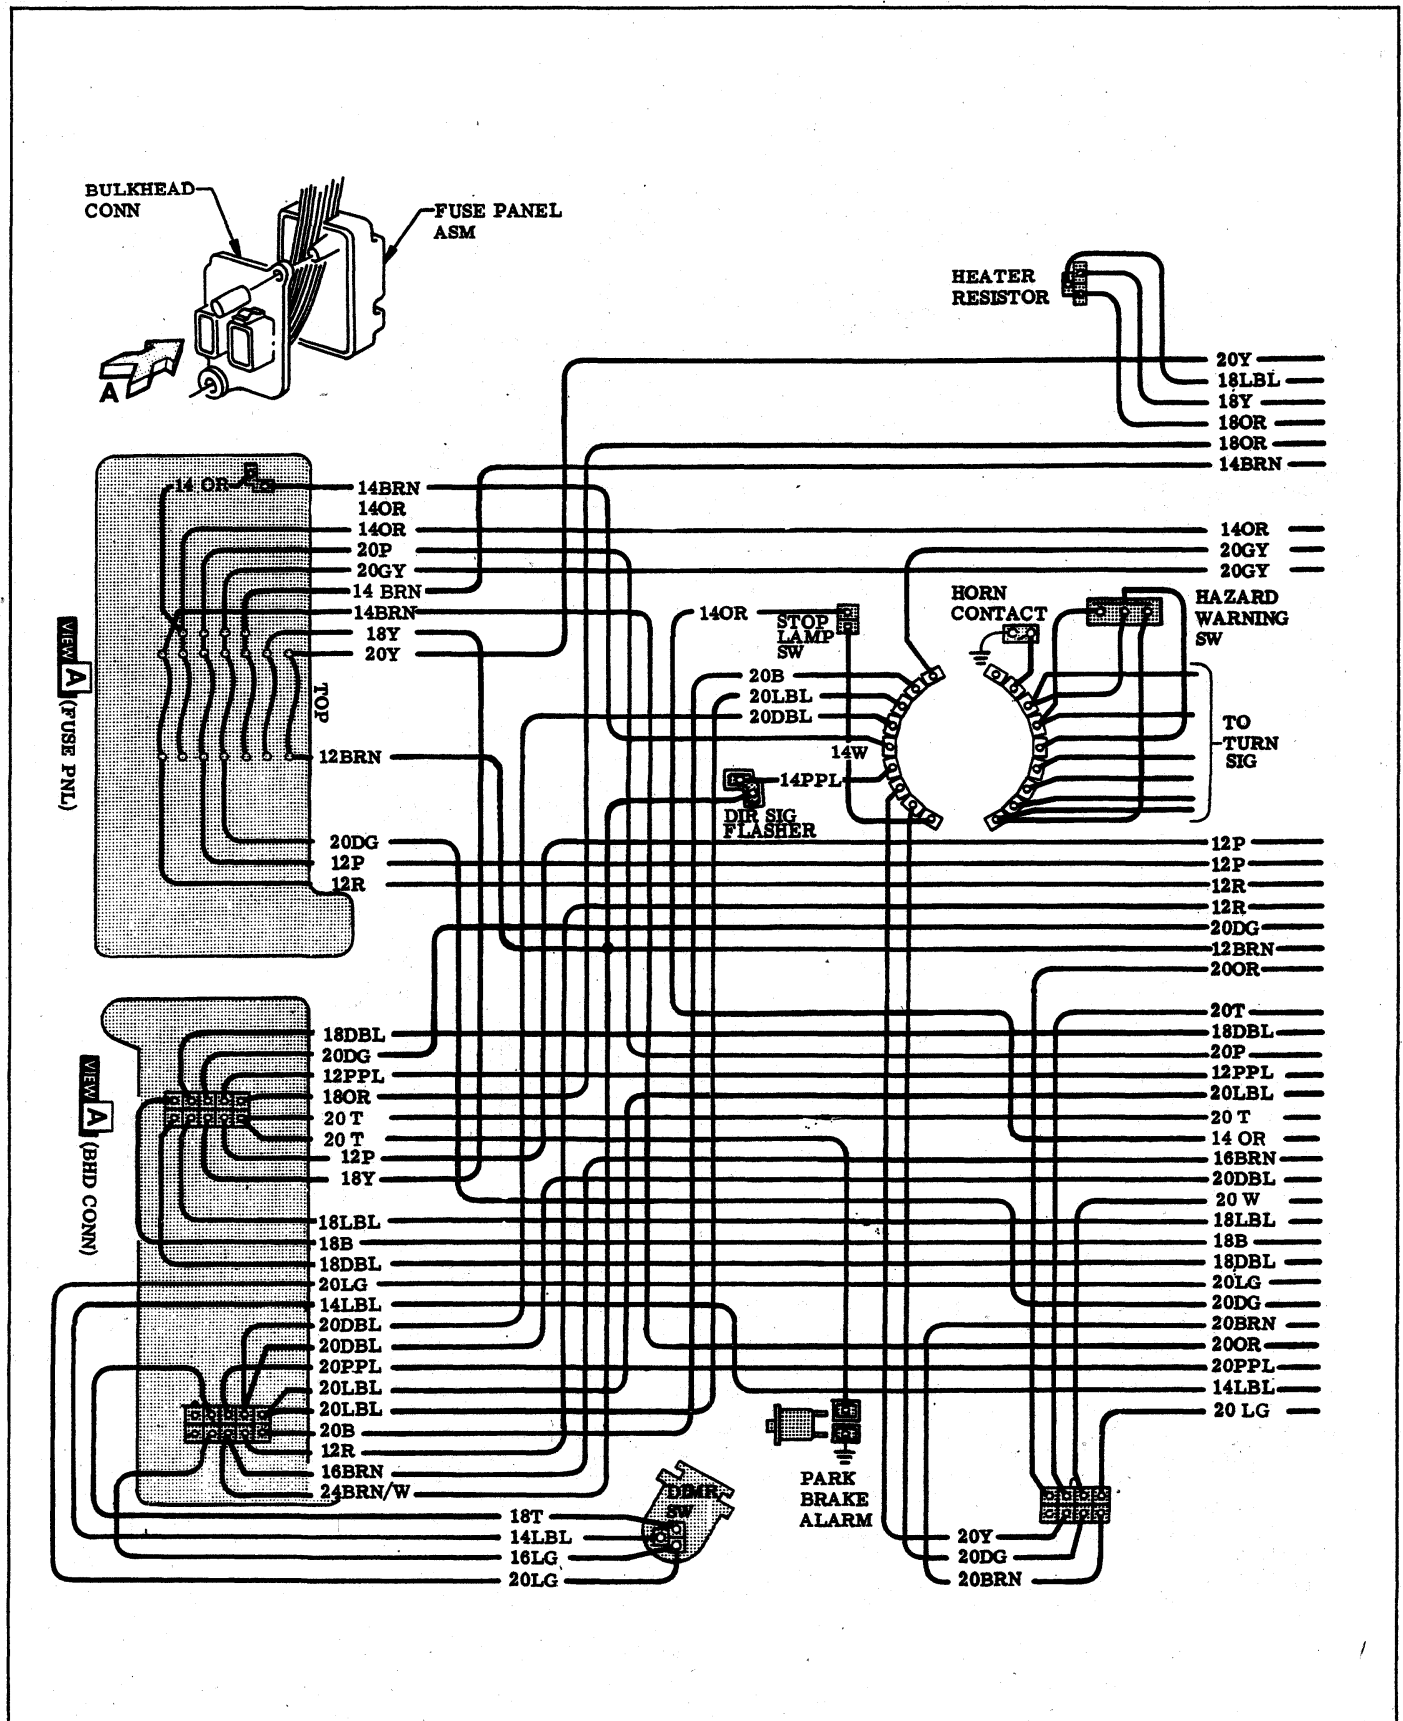 BULKHEAD
CONN
FUSE PANEL
ASM
A
HEATER
RESISTOR
20Y
18LBL
18Y
18OR
18OR
14BRN
14 OR
14BRN
14OR
14OR
20P
20GY
14 BRN
14BRN
18Y
20Y
14OR
20GY
20GY
HORN
CONTACT
HAZARD
WARNING
SW
14OR
STOP
LAMP
SW
VIEW A (FUSE PNL)
TOP
20B
20LBL
20DBL
TO
TURN
SIG
14W
12BRN
14PPL
DIR SIG
FLASHER
20DG
12P
12R
12P
12P
12R
12R
20DG
12BRN
20OR
VIEW A (BHD CONN)
18DBL
20DG
12PPL
18OR
20 T
20 T
12P
18Y
18LBL
18B
18DBL
20LG
14LBL
20DBL
20DBL
20PPL
20LBL
20LBL
20B
12R
16BRN
24BRN/W
20T
18DBL
20P
12PPL
20LBL
20 T
14 OR
16BRN
20DBL
20 W
18LBL
18B
18DBL
20LG
20DG
20BRN
20OR
20PPL
14LBL
20 LG
PARK
BRAKE
ALARM
DIMR
SW
18T
14LBL
16LG
20LG
20Y
20DG
20BRN